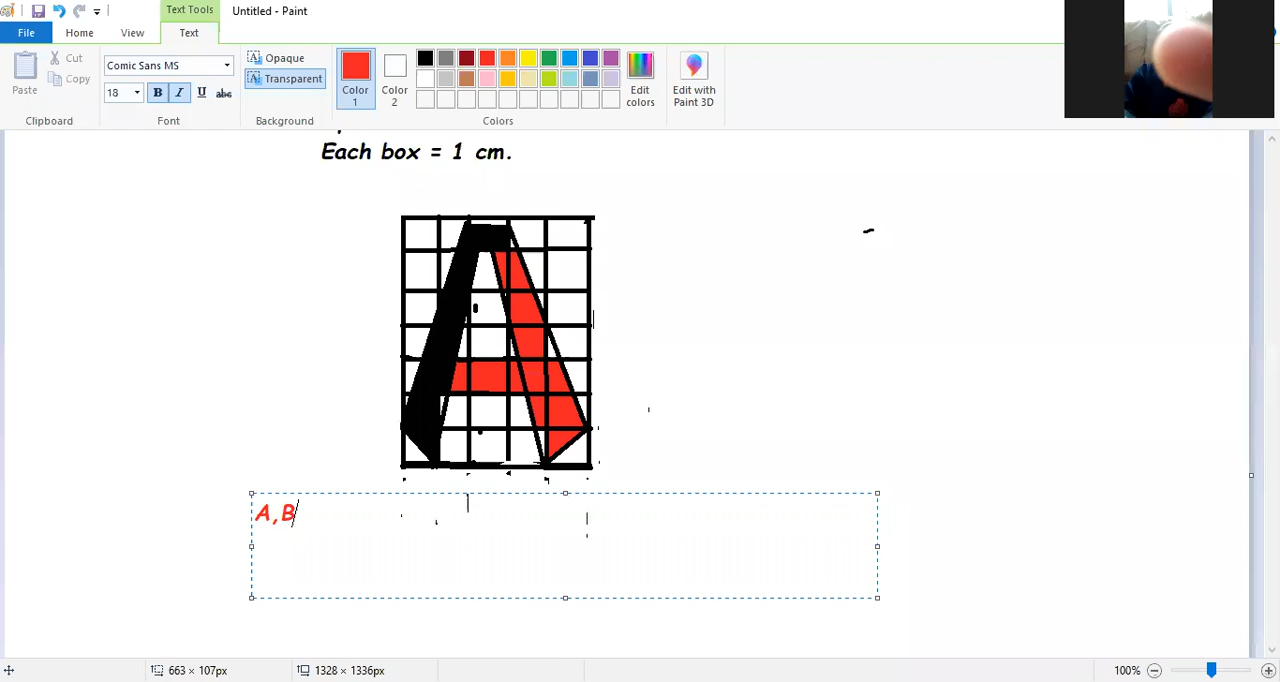 Text Tools
Untitled - Paint
File
Home
View
Text
Paste
Cut
Copy
Clipboard
Comic Sans MS
18
B I U abc
Font
Opaque
Transparent
Background
Color 1
Color 2
Edit colors
Colors
Edit with Paint 3D
Each box = 1 cm.
A,B
663 × 107px
1328 × 1336px
100%